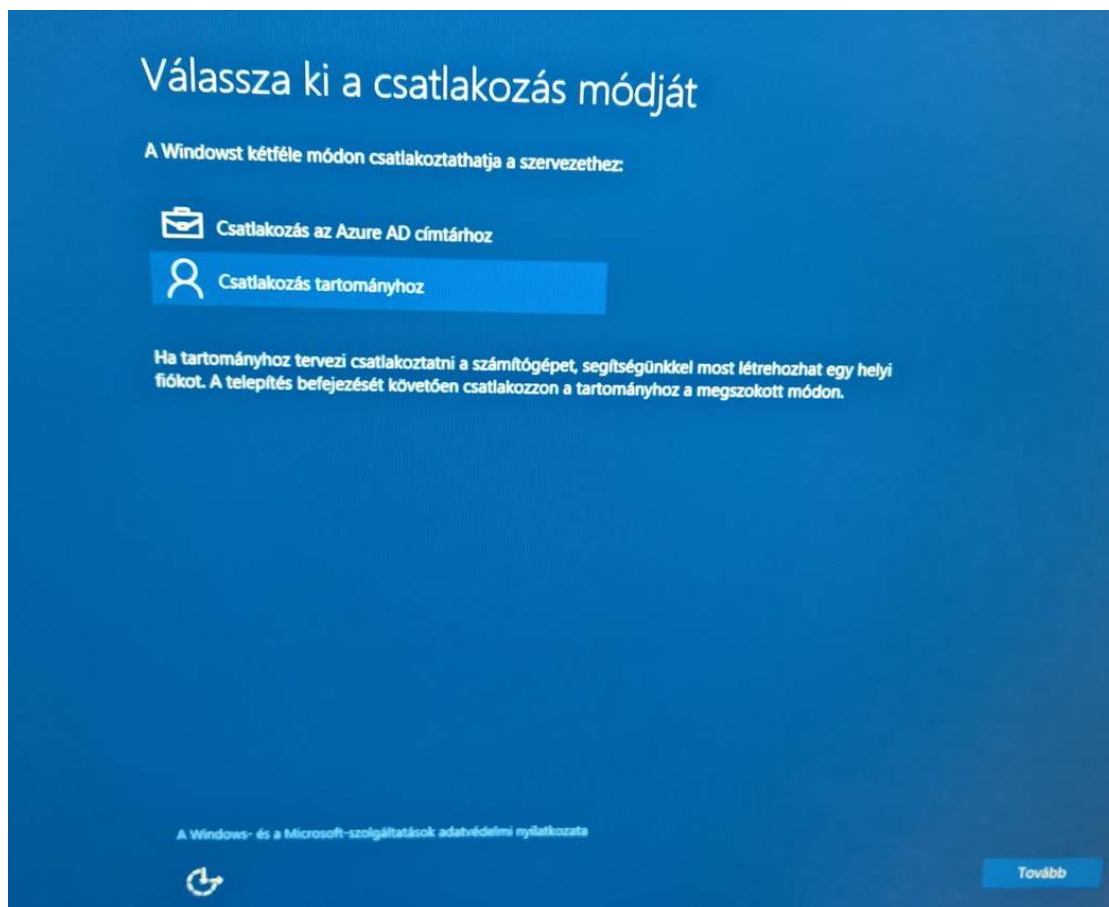 Válassza ki a csatlakozás módját
A Windowst kétféle módon csatlakoztathatja a szervezethez:
Csatlakozás az Azure AD címtárhoz
Csatlakozás tartományhoz
Ha tartományhoz tervezi csatlakoztatni a számítógépet, segítségünkkel most létrehozhat egy helyi
fiókot. A telepítés befejezését követően csatlakozzon a tartományhoz a megszokott módon.
A Windows- és a Microsoft-szolgáltatások adatvédelmi nyilatkozata
Tovább